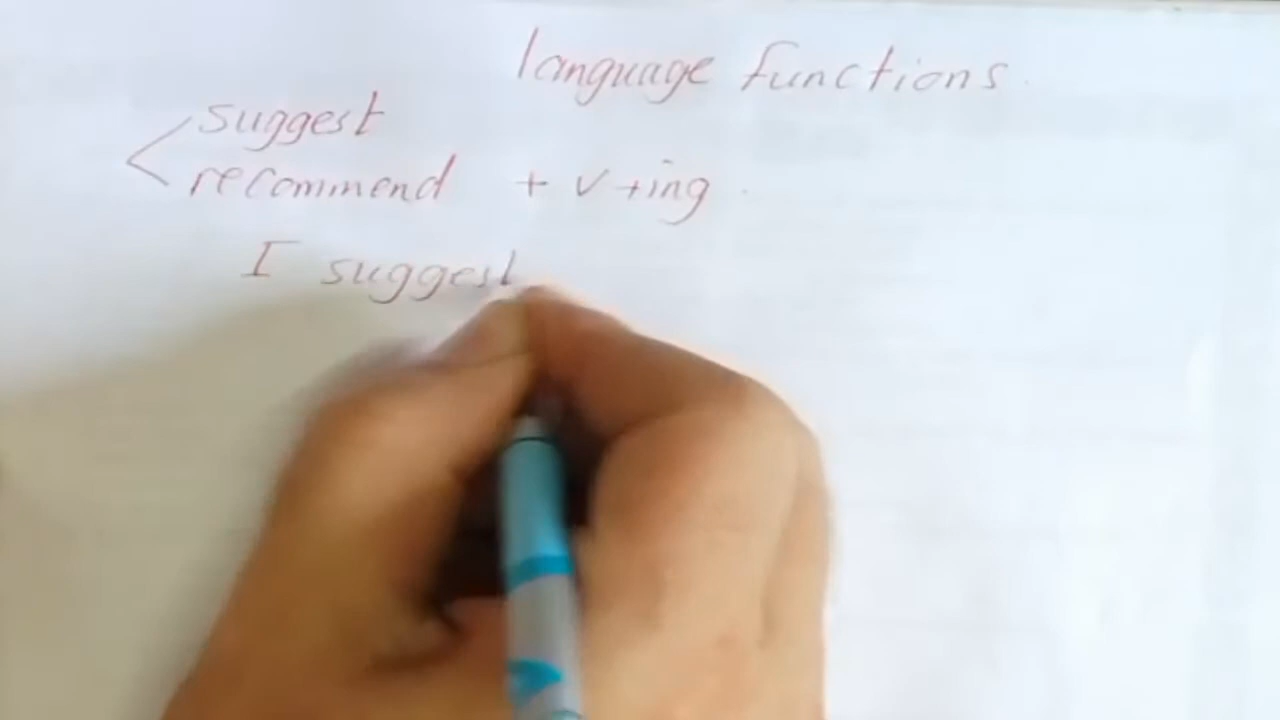 language functions
suggest
recommend + v +ing
I suggest